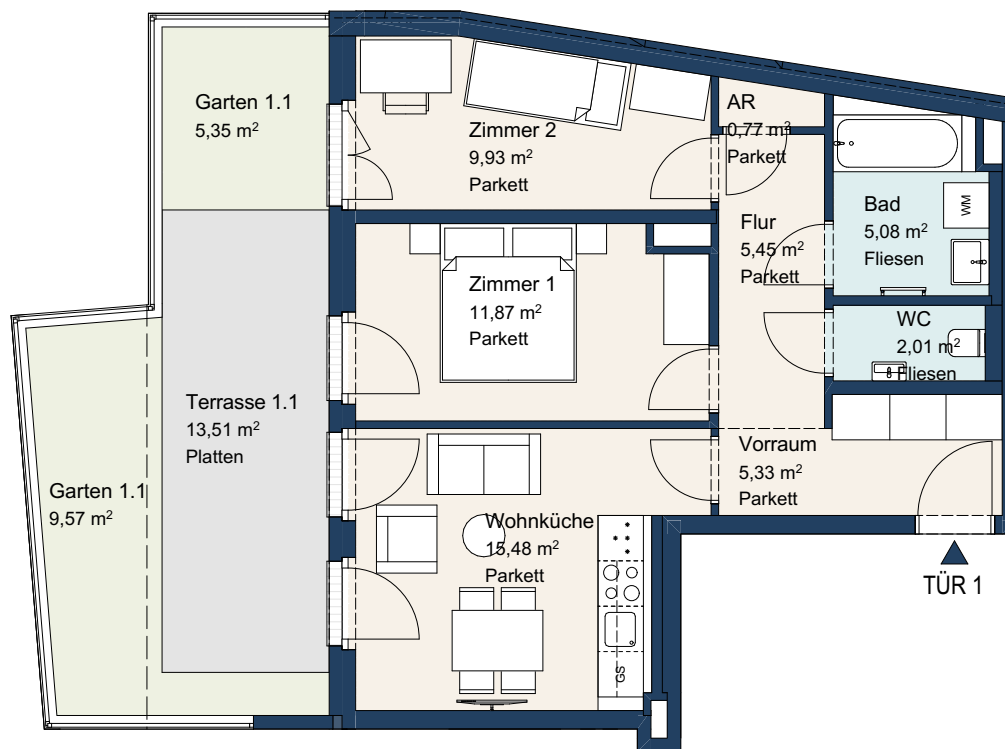 Garten 1.1
5,35 m²
Zimmer 2
9,93 m²
Parkett
AR
0,77 m²
Parkett
Bad
5,08 m²
Fliesen
WM
Flur
5,45 m²
Parkett
Zimmer 1
11,87 m²
Parkett
WC
2,01 m²
Fliesen
Terrasse 1.1
13,51 m²
Platten
Vorraum
5,33 m²
Parkett
Garten 1.1
9,57 m²
Wohnküche
15,48 m²
Parkett
GS
TÜR 1